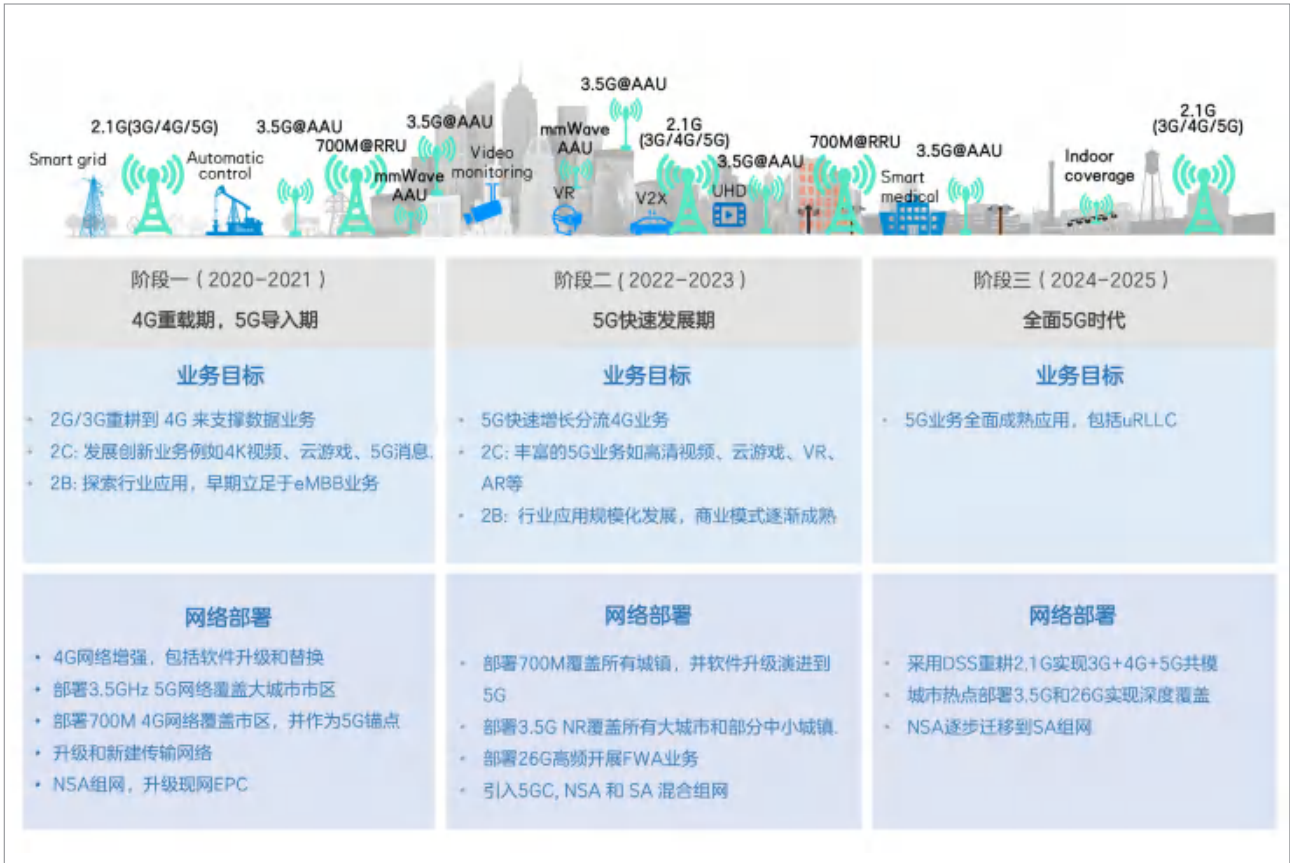 3.5G@AAU
2.1G(3G/4G/5G)
3.5G@AAU
3.5G@AAU
mmWave
AAU
2.1G
(3G/4G/5G)
2.1G
(3G/4G/5G)
Smart grid
Automatic
control
700M@RRU
mmWave
AAU
Video
monitoring
VR
V2X
3.5G@AAU
UHD
700M@RRU
Smart
medical
3.5G@AAU
Indoor
coverage
阶段一（2020-2021）
4G重载期，5G导入期
业务目标
· 2G/3G重耕到 4G 来支撑数据业务
· 2C: 发展创新业务例如4K视频、云游戏、5G消息.
· 2B: 探索行业应用，早期立足于eMBB业务
网络部署
• 4G网络增强，包括软件升级和替换
• 部署3.5GHz 5G网络覆盖大城市市区
• 部署700M 4G网络覆盖市区，并作为5G锚点
• 升级和新建传输网络
• NSA组网，升级现网EPC
阶段二（2022-2023）
5G快速发展期
业务目标
· 5G快速增长分流4G业务
· 2C: 丰富的5G业务如高清视频、云游戏、VR、
AR等
· 2B: 行业应用规模化发展，商业模式逐渐成熟
网络部署
· 部署700M覆盖所有城镇，并软件升级演进到
5G
· 部署3.5G NR覆盖所有大城市和部分中小城镇.
· 部署26G高频开展FWA业务
· 引入5GC, NSA 和 SA 混合组网
阶段三（2024-2025）
全面5G时代
业务目标
· 5G业务全面成熟应用，包括uRLLC
网络部署
· 采用DSS重耕2.1G实现3G+4G+5G共模
· 城市热点部署3.5G和26G实现深度覆盖
· NSA逐步迁移到SA组网